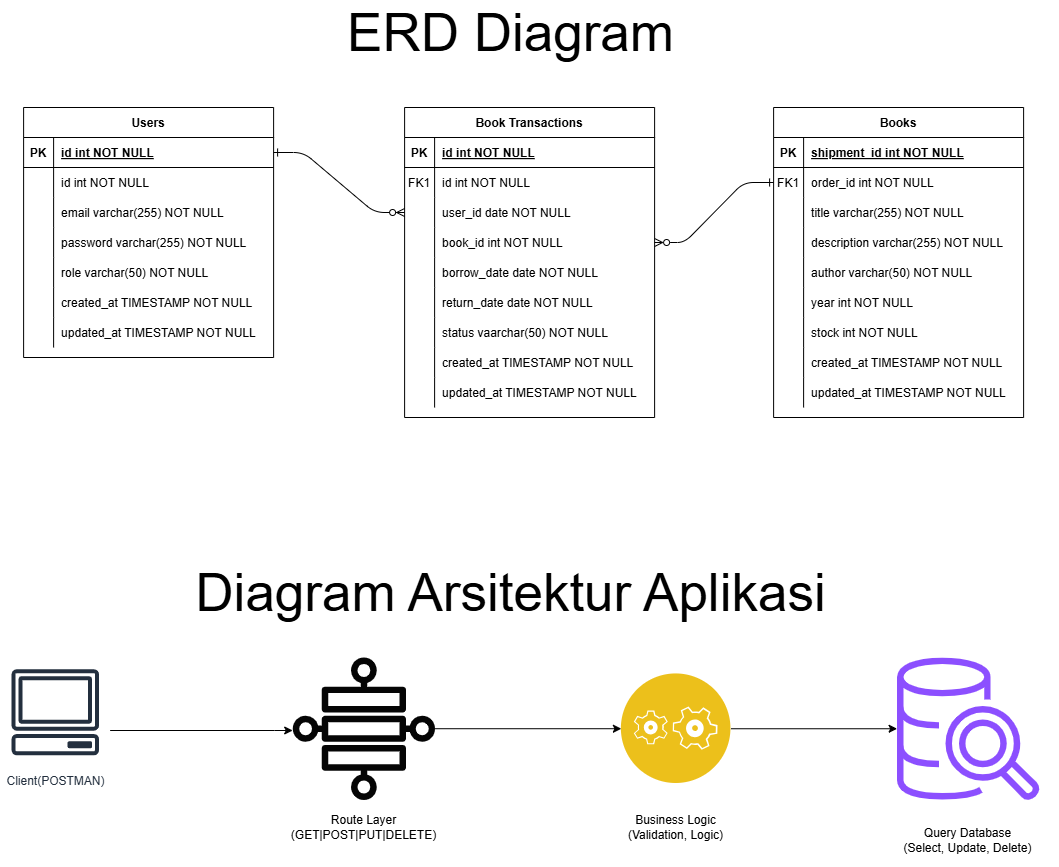 ERD Diagram
Users
PK id int NOT NULL
id int NOT NULL
email varchar(255) NOT NULL
password varchar(255) NOT NULL
role varchar(50) NOT NULL
created_at TIMESTAMP NOT NULL
updated_at TIMESTAMP NOT NULL
Book Transactions
PK id int NOT NULL
FK1 id int NOT NULL
user_id date NOT NULL
book_id int NOT NULL
borrow_date date NOT NULL
return_date date NOT NULL
status vaarchar(50) NOT NULL
created_at TIMESTAMP NOT NULL
updated_at TIMESTAMP NOT NULL
Books
PK shipment_id int NOT NULL
FK1 order_id int NOT NULL
title varchar(255) NOT NULL
description varchar(255) NOT NULL
author varchar(50) NOT NULL
year int NOT NULL
stock int NOT NULL
created_at TIMESTAMP NOT NULL
updated_at TIMESTAMP NOT NULL
Diagram Arsitektur Aplikasi
Client(POSTMAN)
Route Layer
(GET|POST|PUT|DELETE)
Business Logic
(Validation, Logic)
Query Database
(Select, Update, Delete)